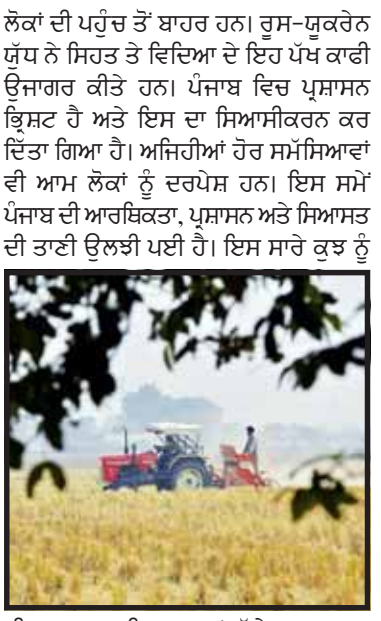 ਲੋਕਾਂ ਦੀ ਪਹੁੰਚ ਤੋਂ ਬਾਹਰ ਹਨ। ਰੂਸ-ਯੂਕਰੇਨ
ਯੁੱਧ ਨੇ ਸਿਹਤ ਤੇ ਵਿਦਿਆ ਦੇ ਇਹ ਪੱਖ ਕਾਫੀ
ਉਜਾਗਰ ਕੀਤੇ ਹਨ। ਪੰਜਾਬ ਵਿਚ ਪ੍ਰਸ਼ਾਸਨ
ਭ੍ਰਿਸ਼ਟ ਹੈ ਅਤੇ ਇਸ ਦਾ ਸਿਆਸੀਕਰਨ ਕਰ
ਦਿੱਤਾ ਗਿਆ ਹੈ। ਅਜਿਹੀਆਂ ਹੋਰ ਸਮੱਸਿਆਵਾਂ
ਵੀ ਆਮ ਲੋਕਾਂ ਨੂੰ ਦਰਪੇਸ਼ ਹਨ। ਇਸ ਸਮੇਂ
ਪੰਜਾਬ ਦੀ ਆਰਥਿਕਤਾ, ਪ੍ਰਸ਼ਾਸਨ ਅਤੇ ਸਿਆਸਤ
ਦੀ ਤਾਣੀ ਉਲਝੀ ਪਈ ਹੈ। ਇਸ ਸਾਰੇ ਕੁਝ ਨੂੰ